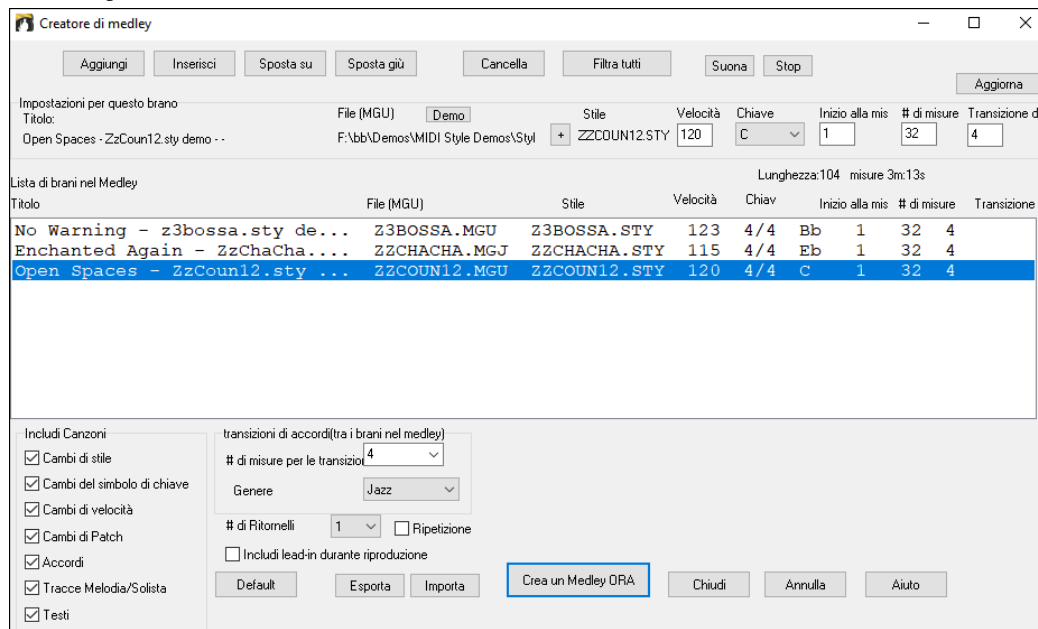 Creatore di medley
Aggiungi Inserisci Sposta su Sposta giù Cancella Filtra tutti Suona Stop
Aggiorna
Impostazioni per questo brano
Titolo: File (MGU) Demo Stile Velocità Chiave Inizio alla mis # di misure Transizione d
Open Spaces - ZzCoun12.sty demo - - F:\bb\Demos\MIDI Style Demos\Styl + ZZCOUN12.STY 120 C 1 32 4
Lunghezza:104 misure 3m:13s
Lista di brani nel Medley
Titolo File (MGU) Stile Velocità Chiav Inizio alla mis # di misure Transizione
No Warning - z3bossa.sty de... Z3BOSSA.MGU Z3BOSSA.STY 123 4/4 Bb 1 32 4
Enchanted Again - ZzChaCha.... ZZCHACHA.MGJ ZZCHACHA.STY 115 4/4 Eb 1 32 4
Open Spaces - ZzCoun12.sty ... ZZCOUN12.MGU ZZCOUN12.STY 120 4/4 C 1 32 4
Includi Canzoni
Cambi di stile
Cambi del simbolo di chiave
Cambi di velocità
Cambi di Patch
Accordi
Tracce Melodia/Solista
Testi
transizioni di accordi(tra i brani nel medley)
# di misure per le transizio 4
Genere Jazz
# di Ritornelli 1 Ripetizione
Includi lead-in durante riproduzione
Default Esporta Importa Crea un Medley ORA Chiudi Annulla Aiuto